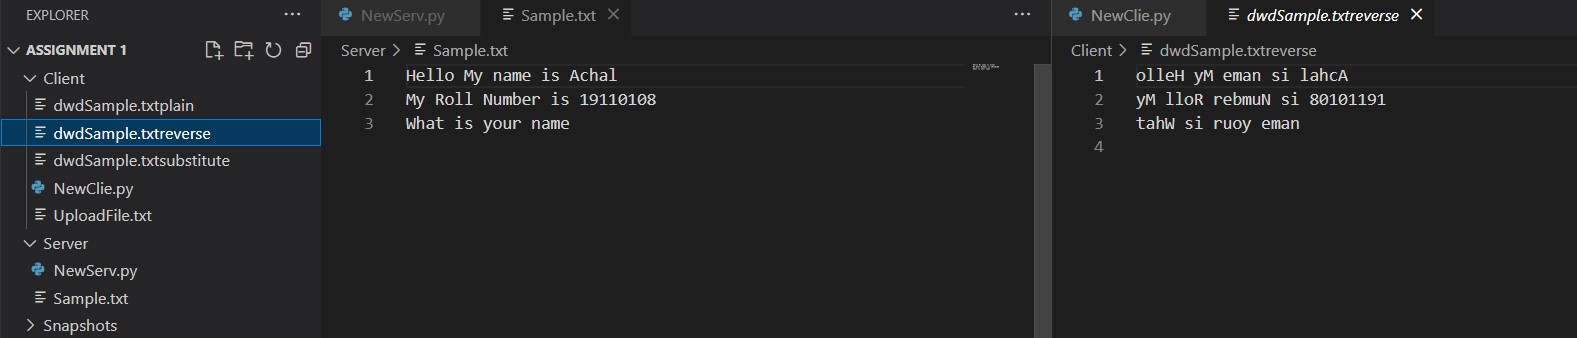 EXPLORER
ASSIGNMENT 1
Client
dwdSample.txtplain
dwdSample.txtreverse
dwdSample.txtsubstitute
NewClie.py
UploadFile.txt
Server
NewServ.py
Sample.txt
Snapshots
NewServ.py Sample.txt
Server > Sample.txt
1 Hello My name is Achal
2 My Roll Number is 19110108
3 What is your name
NewClie.py dwdSample.txtreverse
Client > dwdSample.txtreverse
1 olleH yM eman si lahcA
2 yM lloR rebmuN si 80101191
3 tahW si ruoy eman
4